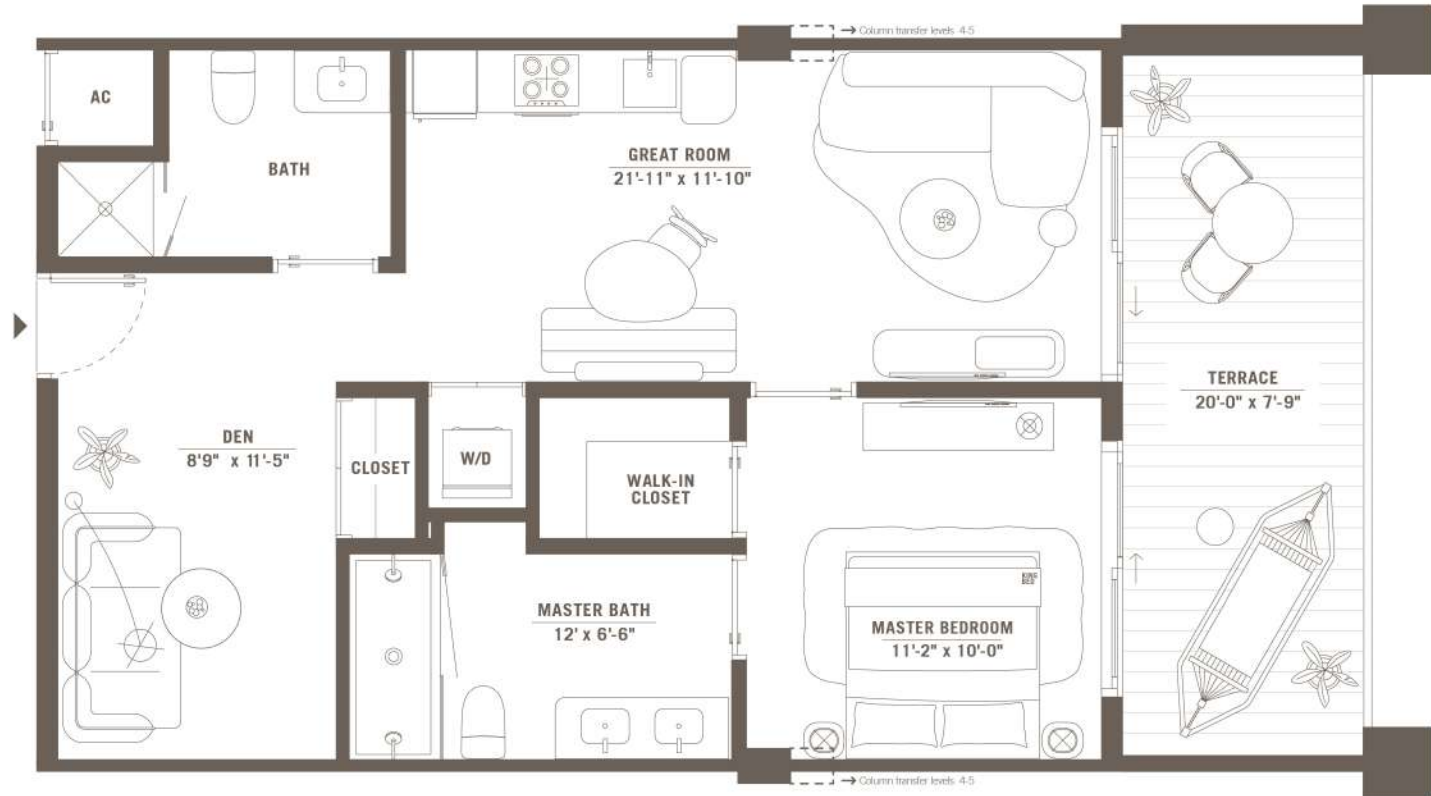 → Column transfer levels 4-5
AC
BATH
GREAT ROOM
21'-11" x 11'-10"
TERRACE
20'-0" x 7'-9"
DEN
8'9" x 11'-5"
CLOSET
W/D
WALK-IN
CLOSET
KING
BED
MASTER BATH
12' x 6'-6"
MASTER BEDROOM
11'-2" x 10'-0"
→ Column transfer levels 4-5